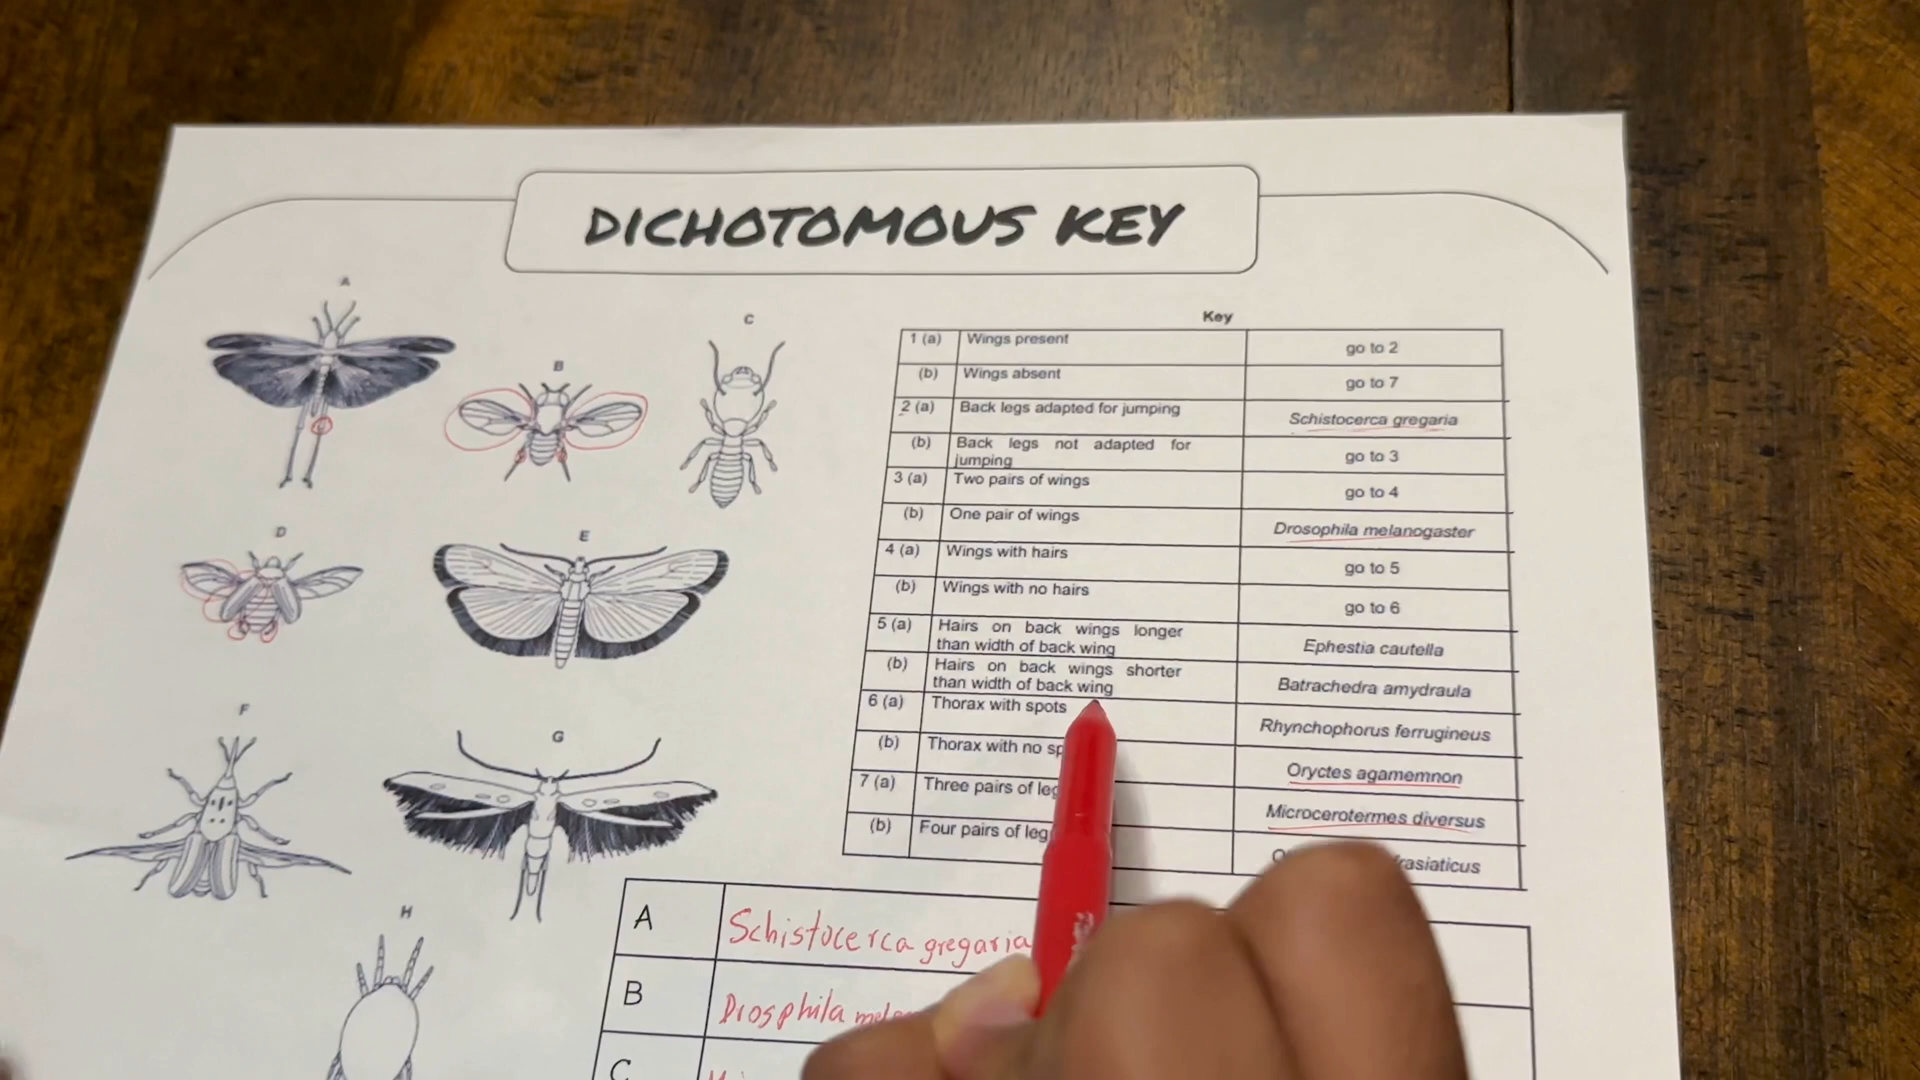 DICHOTOMOUS KEY
A
B
C
D
E
F
G
H
Key
1 (a) Wings present go to 2
(b) Wings absent go to 7
2 (a) Back legs adapted for jumping Schistocerca gregaria
(b) Back legs not adapted for
jumping go to 3
3 (a) Two pairs of wings go to 4
(b) One pair of wings Drosophila melanogaster
4 (a) Wings with hairs go to 5
(b) Wings with no hairs go to 6
5 (a) Hairs on back wings longer
than width of back wing Ephestia cautella
(b) Hairs on back wings shorter
than width of back wing Batrachedra amydraula
6 (a) Thorax with spots Rhynchophorus ferrugineus
(b) Thorax with no Oryctes agamemnon
7 (a) Three pairs of Microcerotermes diversus
(b) Four pairs of
A Schistocerca gregaria
B Diosphila
C